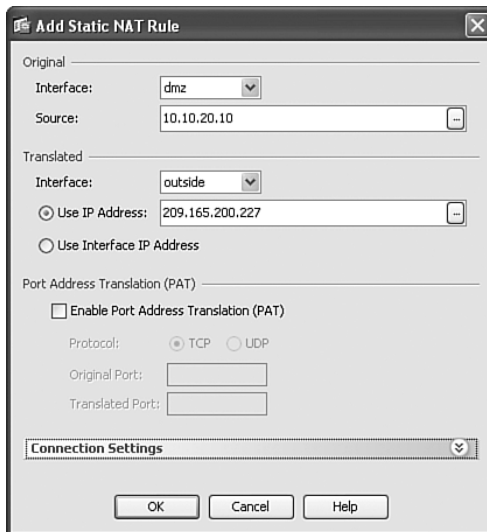 Add Static NAT Rule
Original
Interface: dmz
Source: 10.10.20.10 ...
Translated
Interface: outside
Use IP Address: 209.165.200.227 ...
Use Interface IP Address
Port Address Translation (PAT)
Enable Port Address Translation (PAT)
Protocol: TCP UDP
Original Port:
Translated Port:
Connection Settings
OK Cancel Help